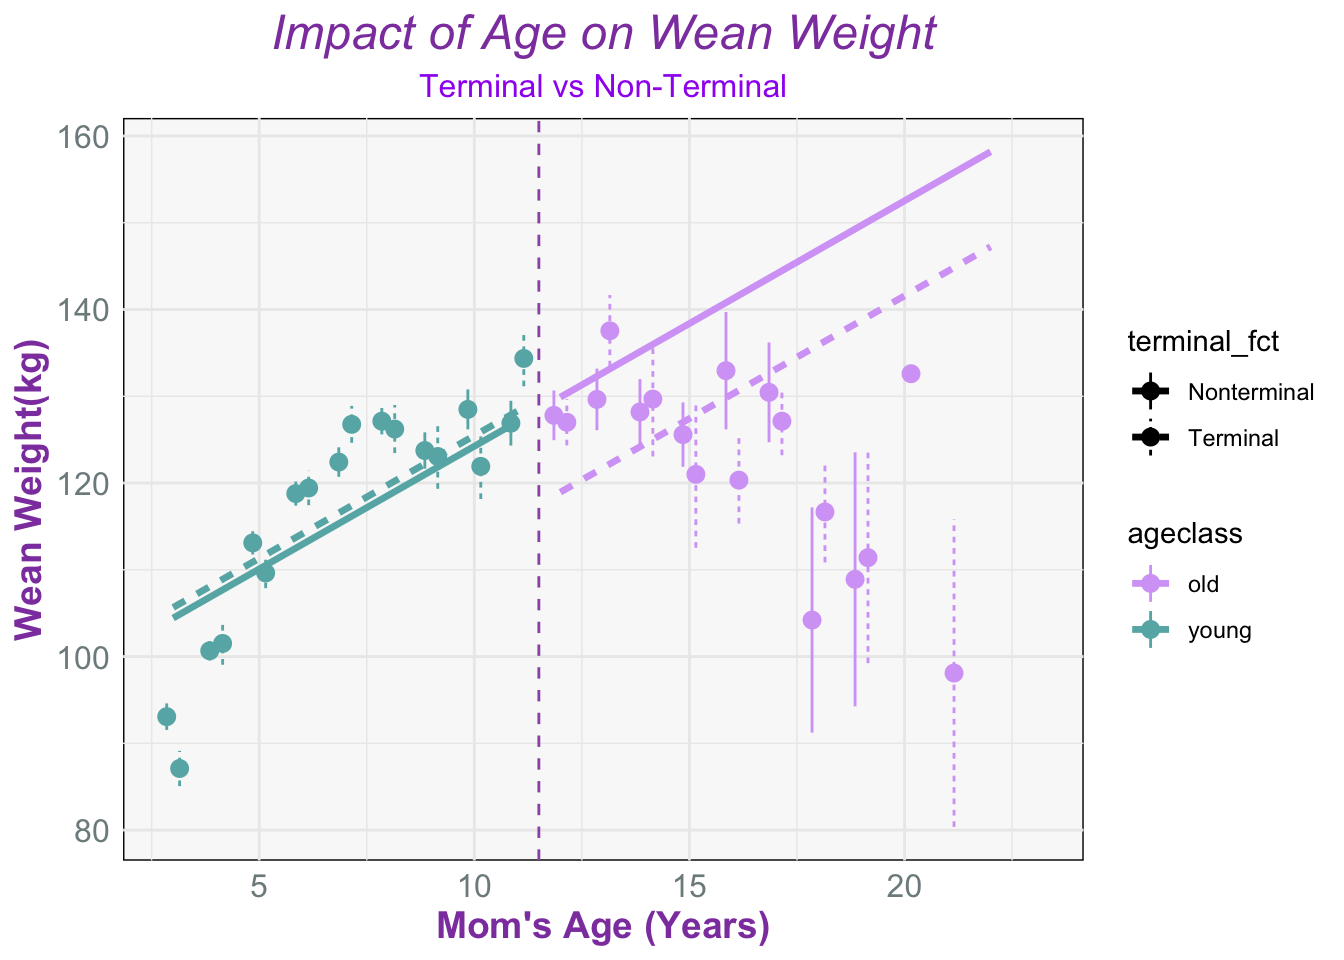 Impact of Age on Wean Weight
Terminal vs Non-Terminal
Wean Weight(kg)
160
140
120
100
80
5
10
15
20
Mom's Age (Years)
terminal_fct
Nonterminal
Terminal
ageclass
old
young